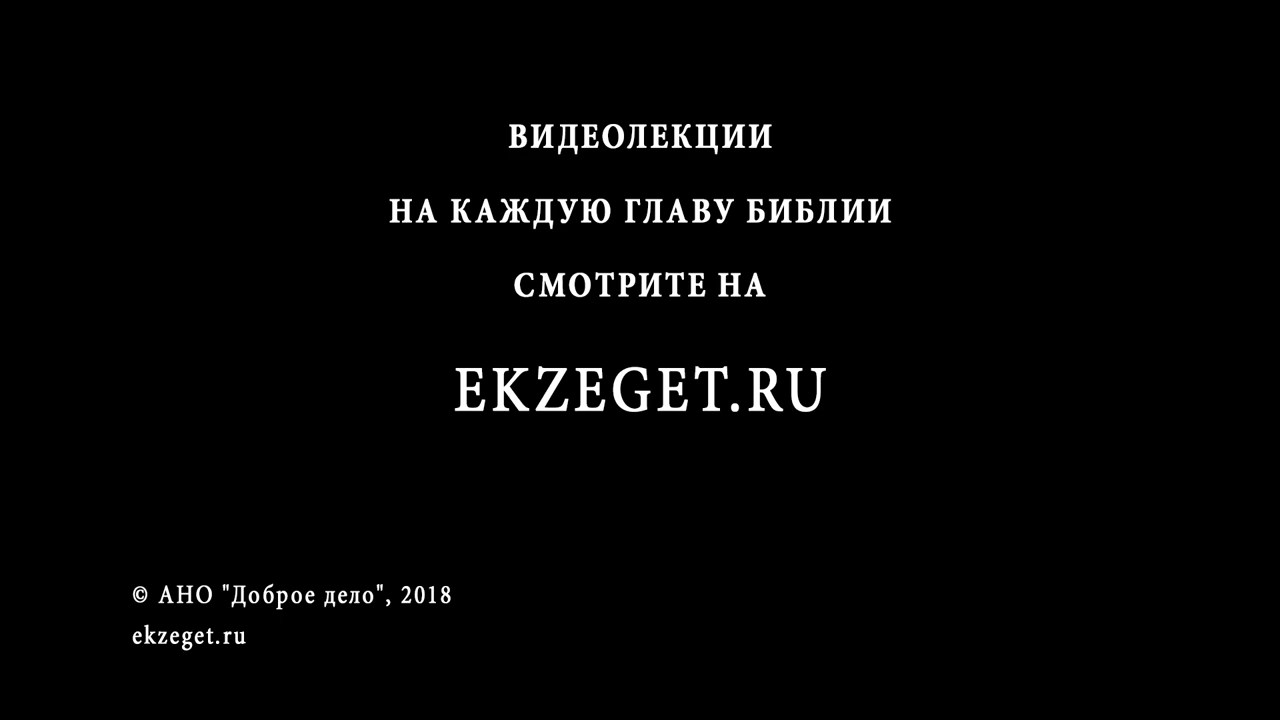 ВИДЕОЛЕКЦИИ
НА КАЖДУЮ ГЛАВУ БИБЛИИ
СМОТРИТЕ НА
EKZEGET.RU
© АНО "Доброе дело", 2018
ekzeget.ru